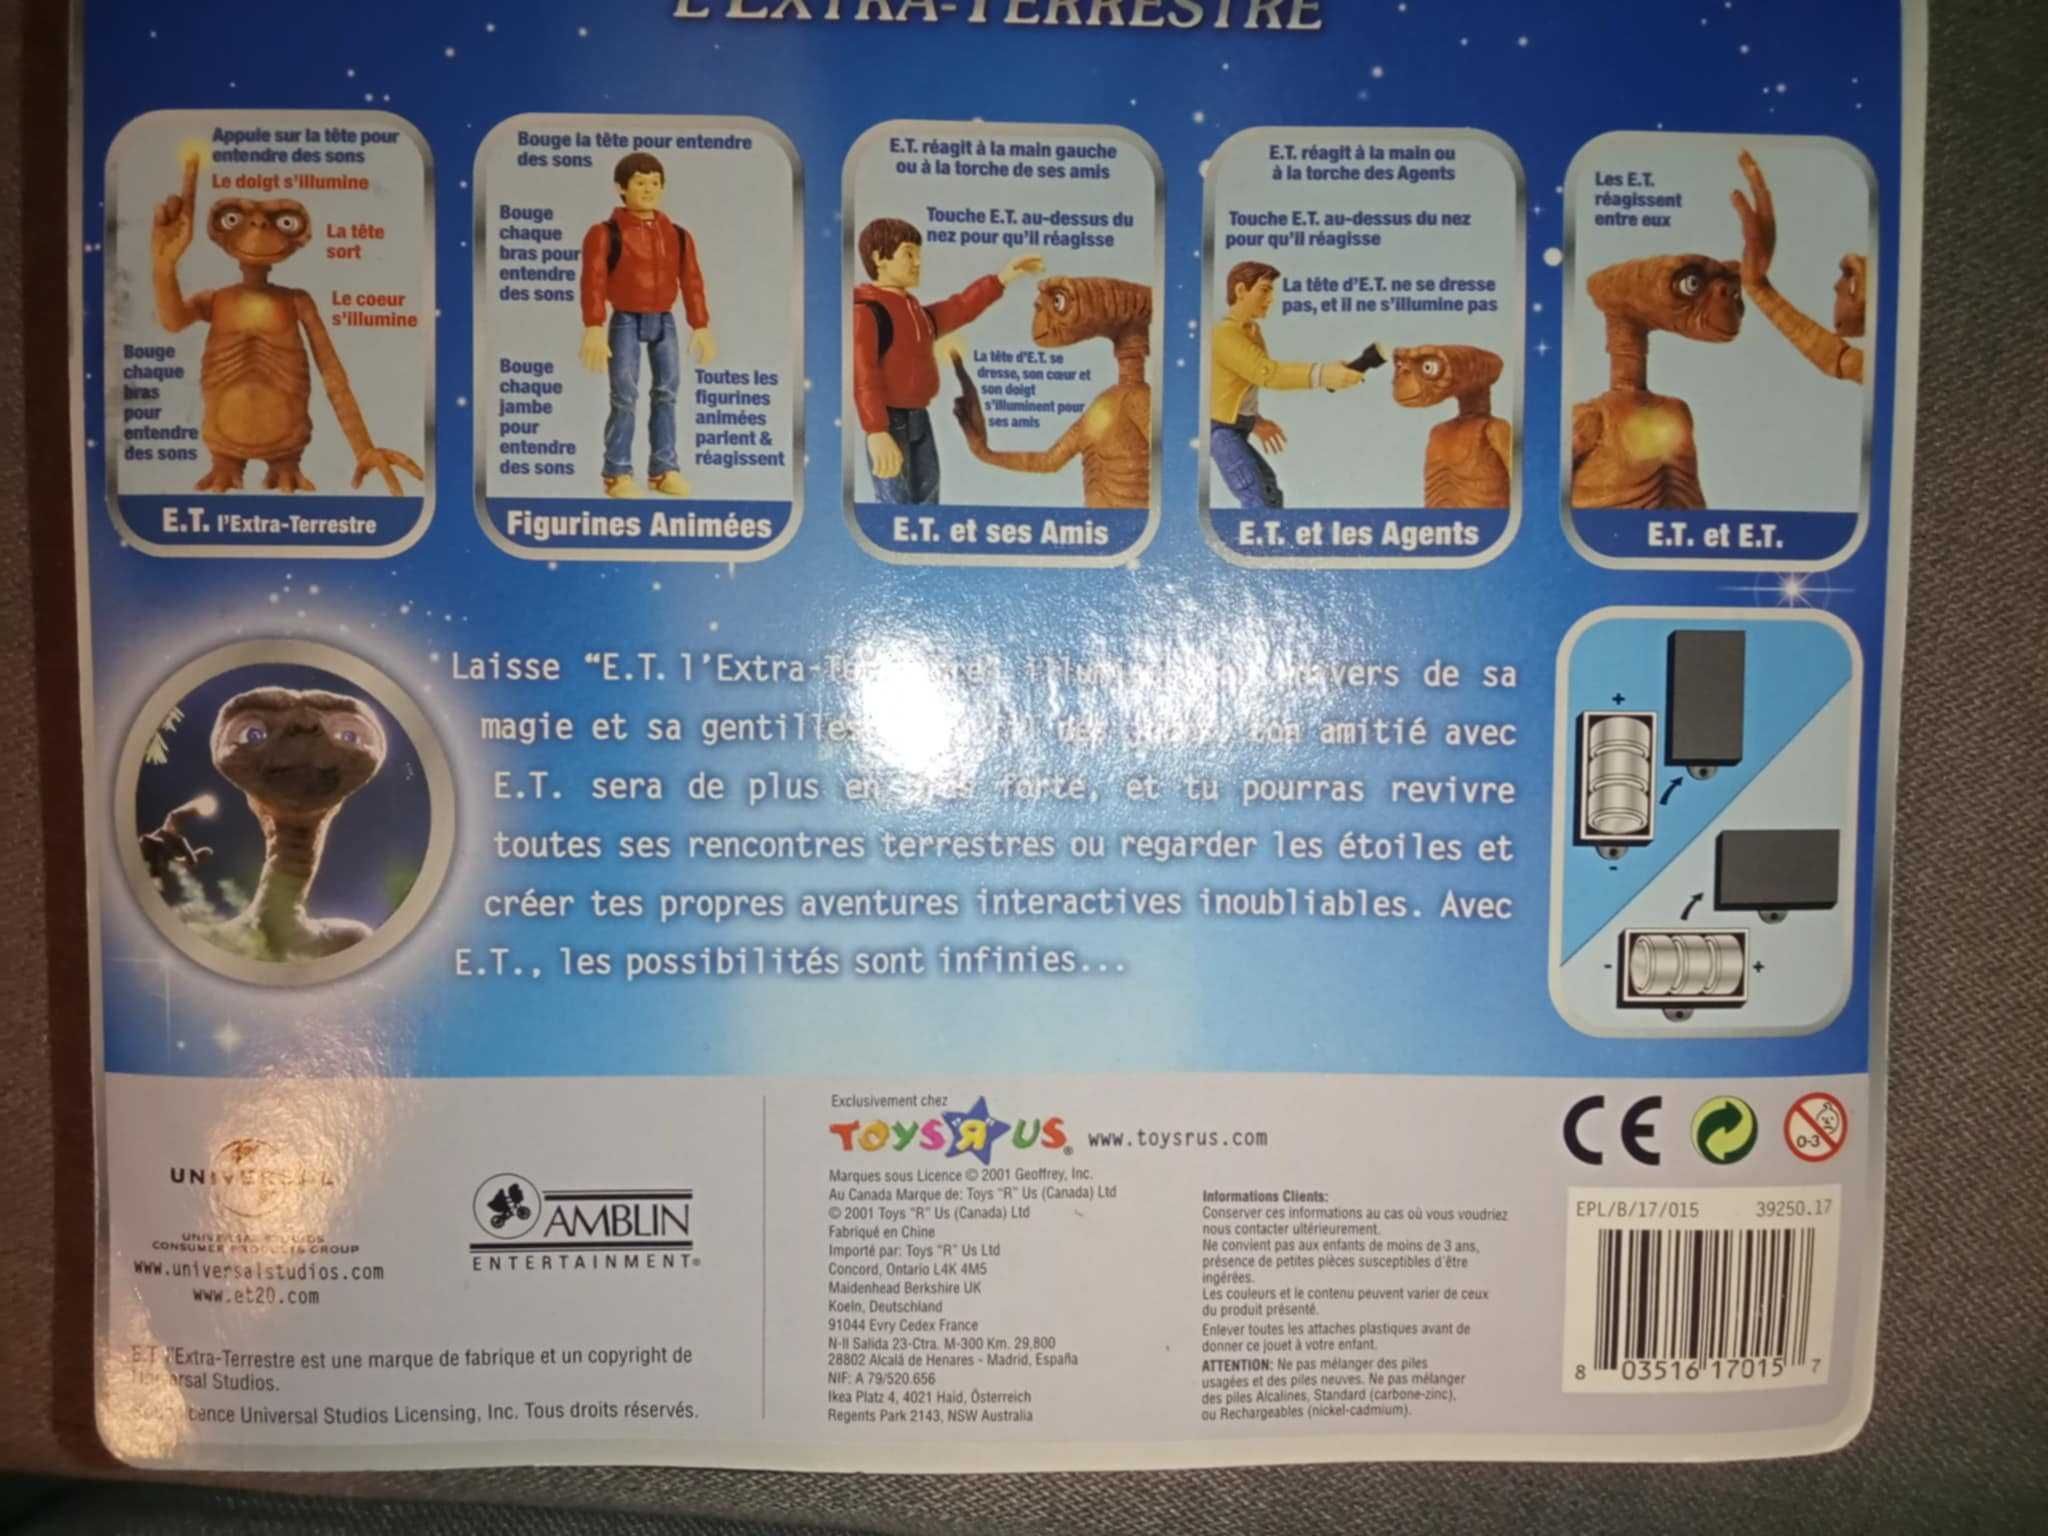 L'EXTRA-TERRESTRE
Appuie sur la tête pour
entendre des sons
Le doigt s'illumine
La tête
sort
Le coeur
s'illumine
Bouge
chaque
bras
pour
entendre
des sons
E.T. l'Extra-Terrestre
Bouge la tête pour entendre
des sons
Bouge
chaque
bras pour
entendre
des sons
Bouge
chaque
jambe
pour
entendre
des sons
Toutes les
figurines
animées
parlent &
réagissent
Figurines Animées
E.T. réagit à la main gauche
ou à la torche de ses amis
Touche E.T. au-dessus du
nez pour qu'il réagisse
La tête d'E.T. se
dresse, son cœur et
son doigt
s'illuminent pour
ses amis
E.T. et ses Amis
E.T. réagit à la main ou
à la torche des Agents
Touche E.T. au-dessus du nez
pour qu'il réagisse
La tête d'E.T. ne se dresse
pas, et il ne s'illumine pas
E.T. et les Agents
Les E.T.
réagissent
entre eux
E.T. et E.T.
Laisse "E.T. l'Extra- de sa
magie et sa amitié avec
E.T. sera de plus en forte, et tu pourras revivre
toutes ses rencontres terrestres ou regarder les étoiles et
créer tes propres aventures interactives inoubliables. Avec
E.T., les possibilités sont infinies...
+
-
- +
UNIVERSAL
UNIVERSAL STUDIOS
CONSUMER PRODUCTS GROUP
www.universalstudios.com
www.et20.com
E.T. l'Extra-Terrestre est une marque de fabrique et un copyright de
Universal Studios.
Licence Universal Studios Licensing, Inc. Tous droits réservés.
AMBLIN
ENTERTAINMENT®
Exclusivement chez
TOYS "R" US® www.toysrus.com
Marques sous Licence © 2001 Geoffrey, Inc.
Au Canada Marque de: Toys "R" Us (Canada) Ltd
© 2001 Toys "R" Us (Canada) Ltd
Fabriqué en Chine
Importé par: Toys "R" Us Ltd
Concord, Ontario L4K 4M5
Maidenhead Berkshire UK
Koeln, Deutschland
91044 Evry Cedex France
N-II Salida 23-Ctra. M-300 Km. 29,800
28802 Alcalá de Henares - Madrid, España
NIF: A 79/520.656
Ikea Platz 4, 4021 Haid, Österreich
Regents Park 2143, NSW Australia
Informations Clients:
Conserver ces informations au cas où vous voudriez
nous contacter ultérieurement.
Ne convient pas aux enfants de moins de 3 ans,
présence de petites pièces susceptibles d'être
ingérées.
Les couleurs et le contenu peuvent varier de ceux
du produit présenté.
Enlever toutes les attaches plastiques avant de
donner ce jouet à votre enfant.
ATTENTION: Ne pas mélanger des piles
usagées et des piles neuves. Ne pas mélanger
des piles Alcalines, Standard (carbone-zinc),
ou Rechargeables (nickel-cadmium).
CE
0-3
EPL/B/17/015 39250.17
8 03516 17015 7